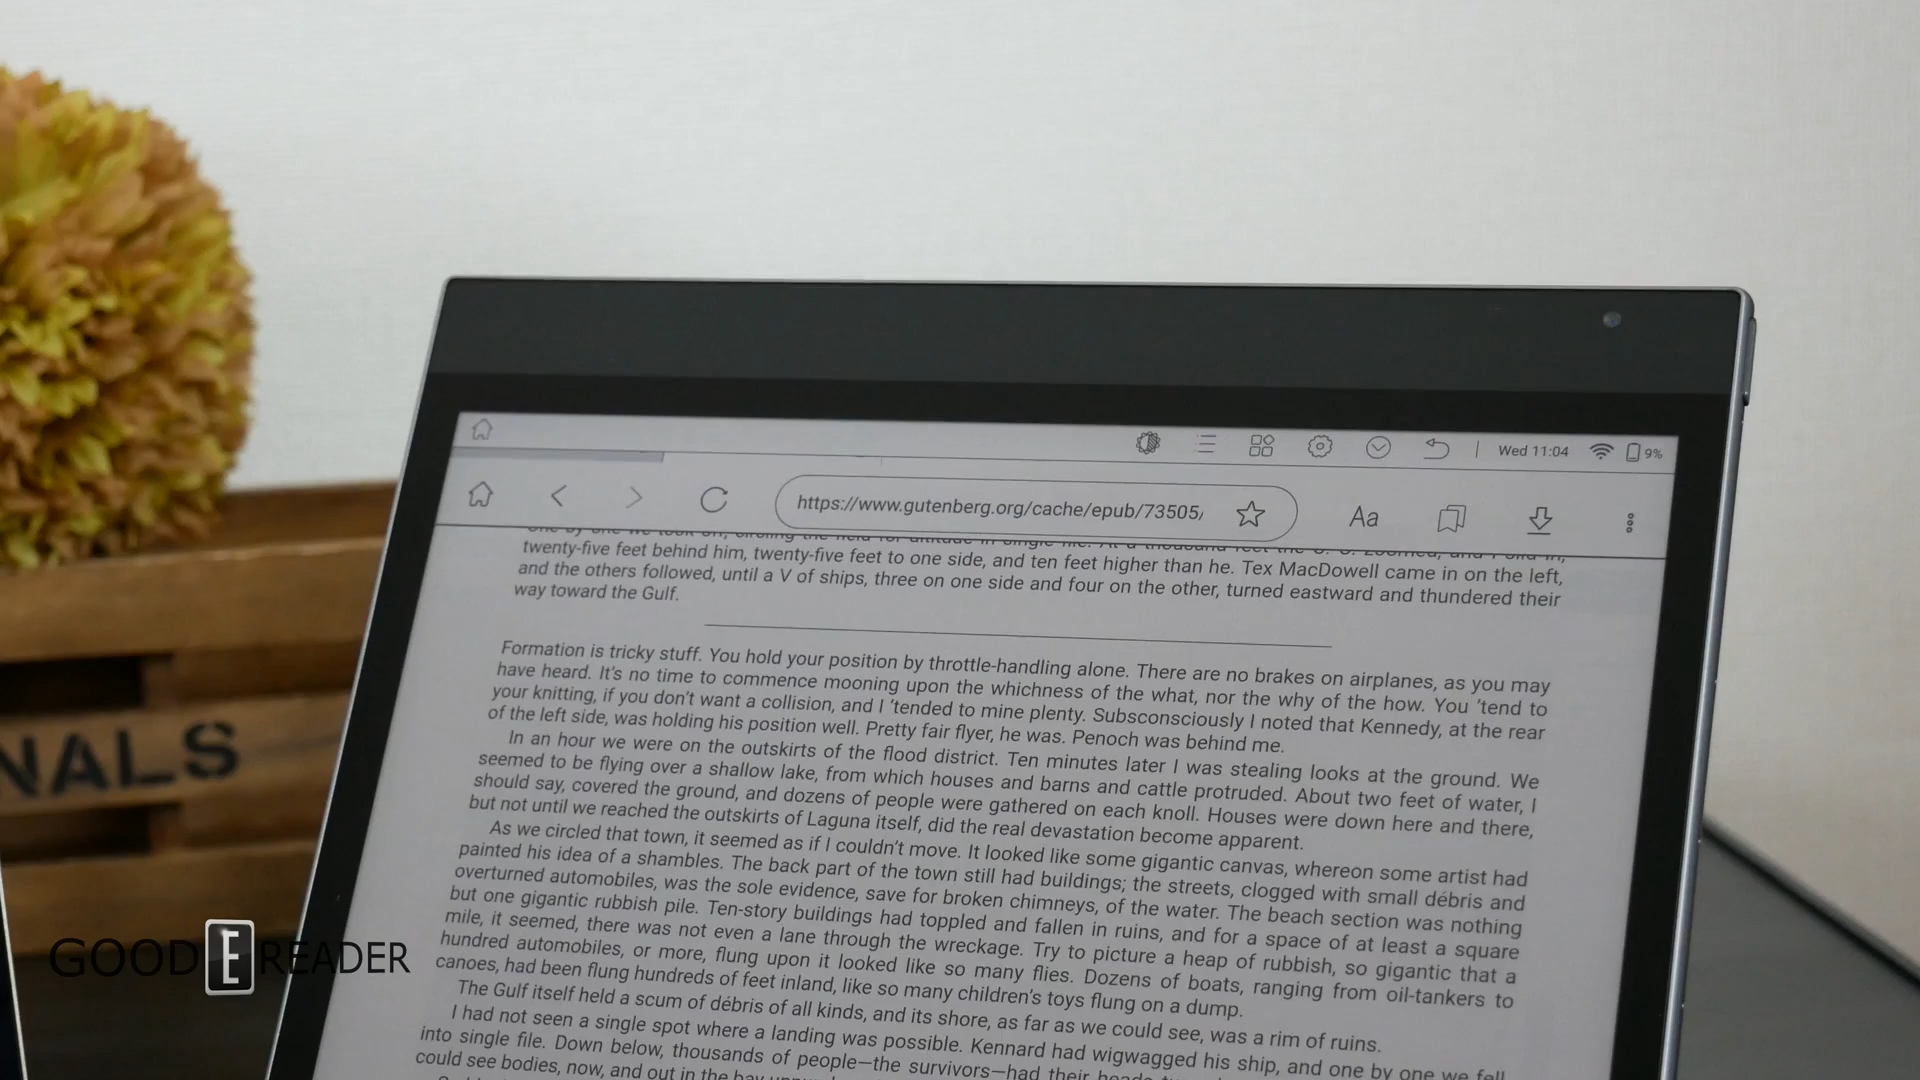 Wed 11:04
9%
https://www.gutenberg.org/cache/epub/73505/
Aa
twenty-five feet behind him, twenty-five feet to one side, and ten feet higher than he. Tex MacDowell came in on the left,
and the others followed, until a V of ships, three on one side and four on the other, turned eastward and thundered their
way toward the Gulf.
Formation is tricky stuff. You hold your position by throttle-handling alone. There are no brakes on airplanes, as you may
have heard. It's no time to commence mooning upon the whichness of the what, nor the why of the how. You 'tend to
your knitting, if you don't want a collision, and I 'tended to mine plenty. Subsconsciously I noted that Kennedy, at the rear
of the left side, was holding his position well. Pretty fair flyer, he was. Penoch was behind me.
In an hour we were on the outskirts of the flood district. Ten minutes later I was stealing looks at the ground. We
seemed to be flying over a shallow lake, from which houses and barns and cattle protruded. About two feet of water, I
should say, covered the ground, and dozens of people were gathered on each knoll. Houses were down here and there,
but not until we reached the outskirts of Laguna itself, did the real devastation become apparent.
As we circled that town, it seemed as if I couldn't move. It looked like some gigantic canvas, whereon some artist had
painted his idea of a shambles. The back part of the town still had buildings; the streets, clogged with small débris and
overturned automobiles, was the sole evidence, save for broken chimneys, of the water. The beach section was nothing
but one gigantic rubbish pile. Ten-story buildings had toppled and fallen in ruins, and for a space of at least a square
mile, it seemed, there was not even a lane through the wreckage. Try to picture a heap of rubbish, so gigantic that a
hundred automobiles, or more, flung upon it looked like so many flies. Dozens of boats, ranging from oil-tankers to
canoes, had been flung hundreds of feet inland, like so many children's toys flung on a dump.
The Gulf itself held a scum of débris of all kinds, and its shore, as far as we could see, was a rim of ruins.
I had not seen a single spot where a landing was possible. Kennard had wigwagged his ship, and one by one we fell
into single file. Down below, thousands of people—the survivors—had their
could see bodies, now, and out in the bay
NALS
GOOD E READER